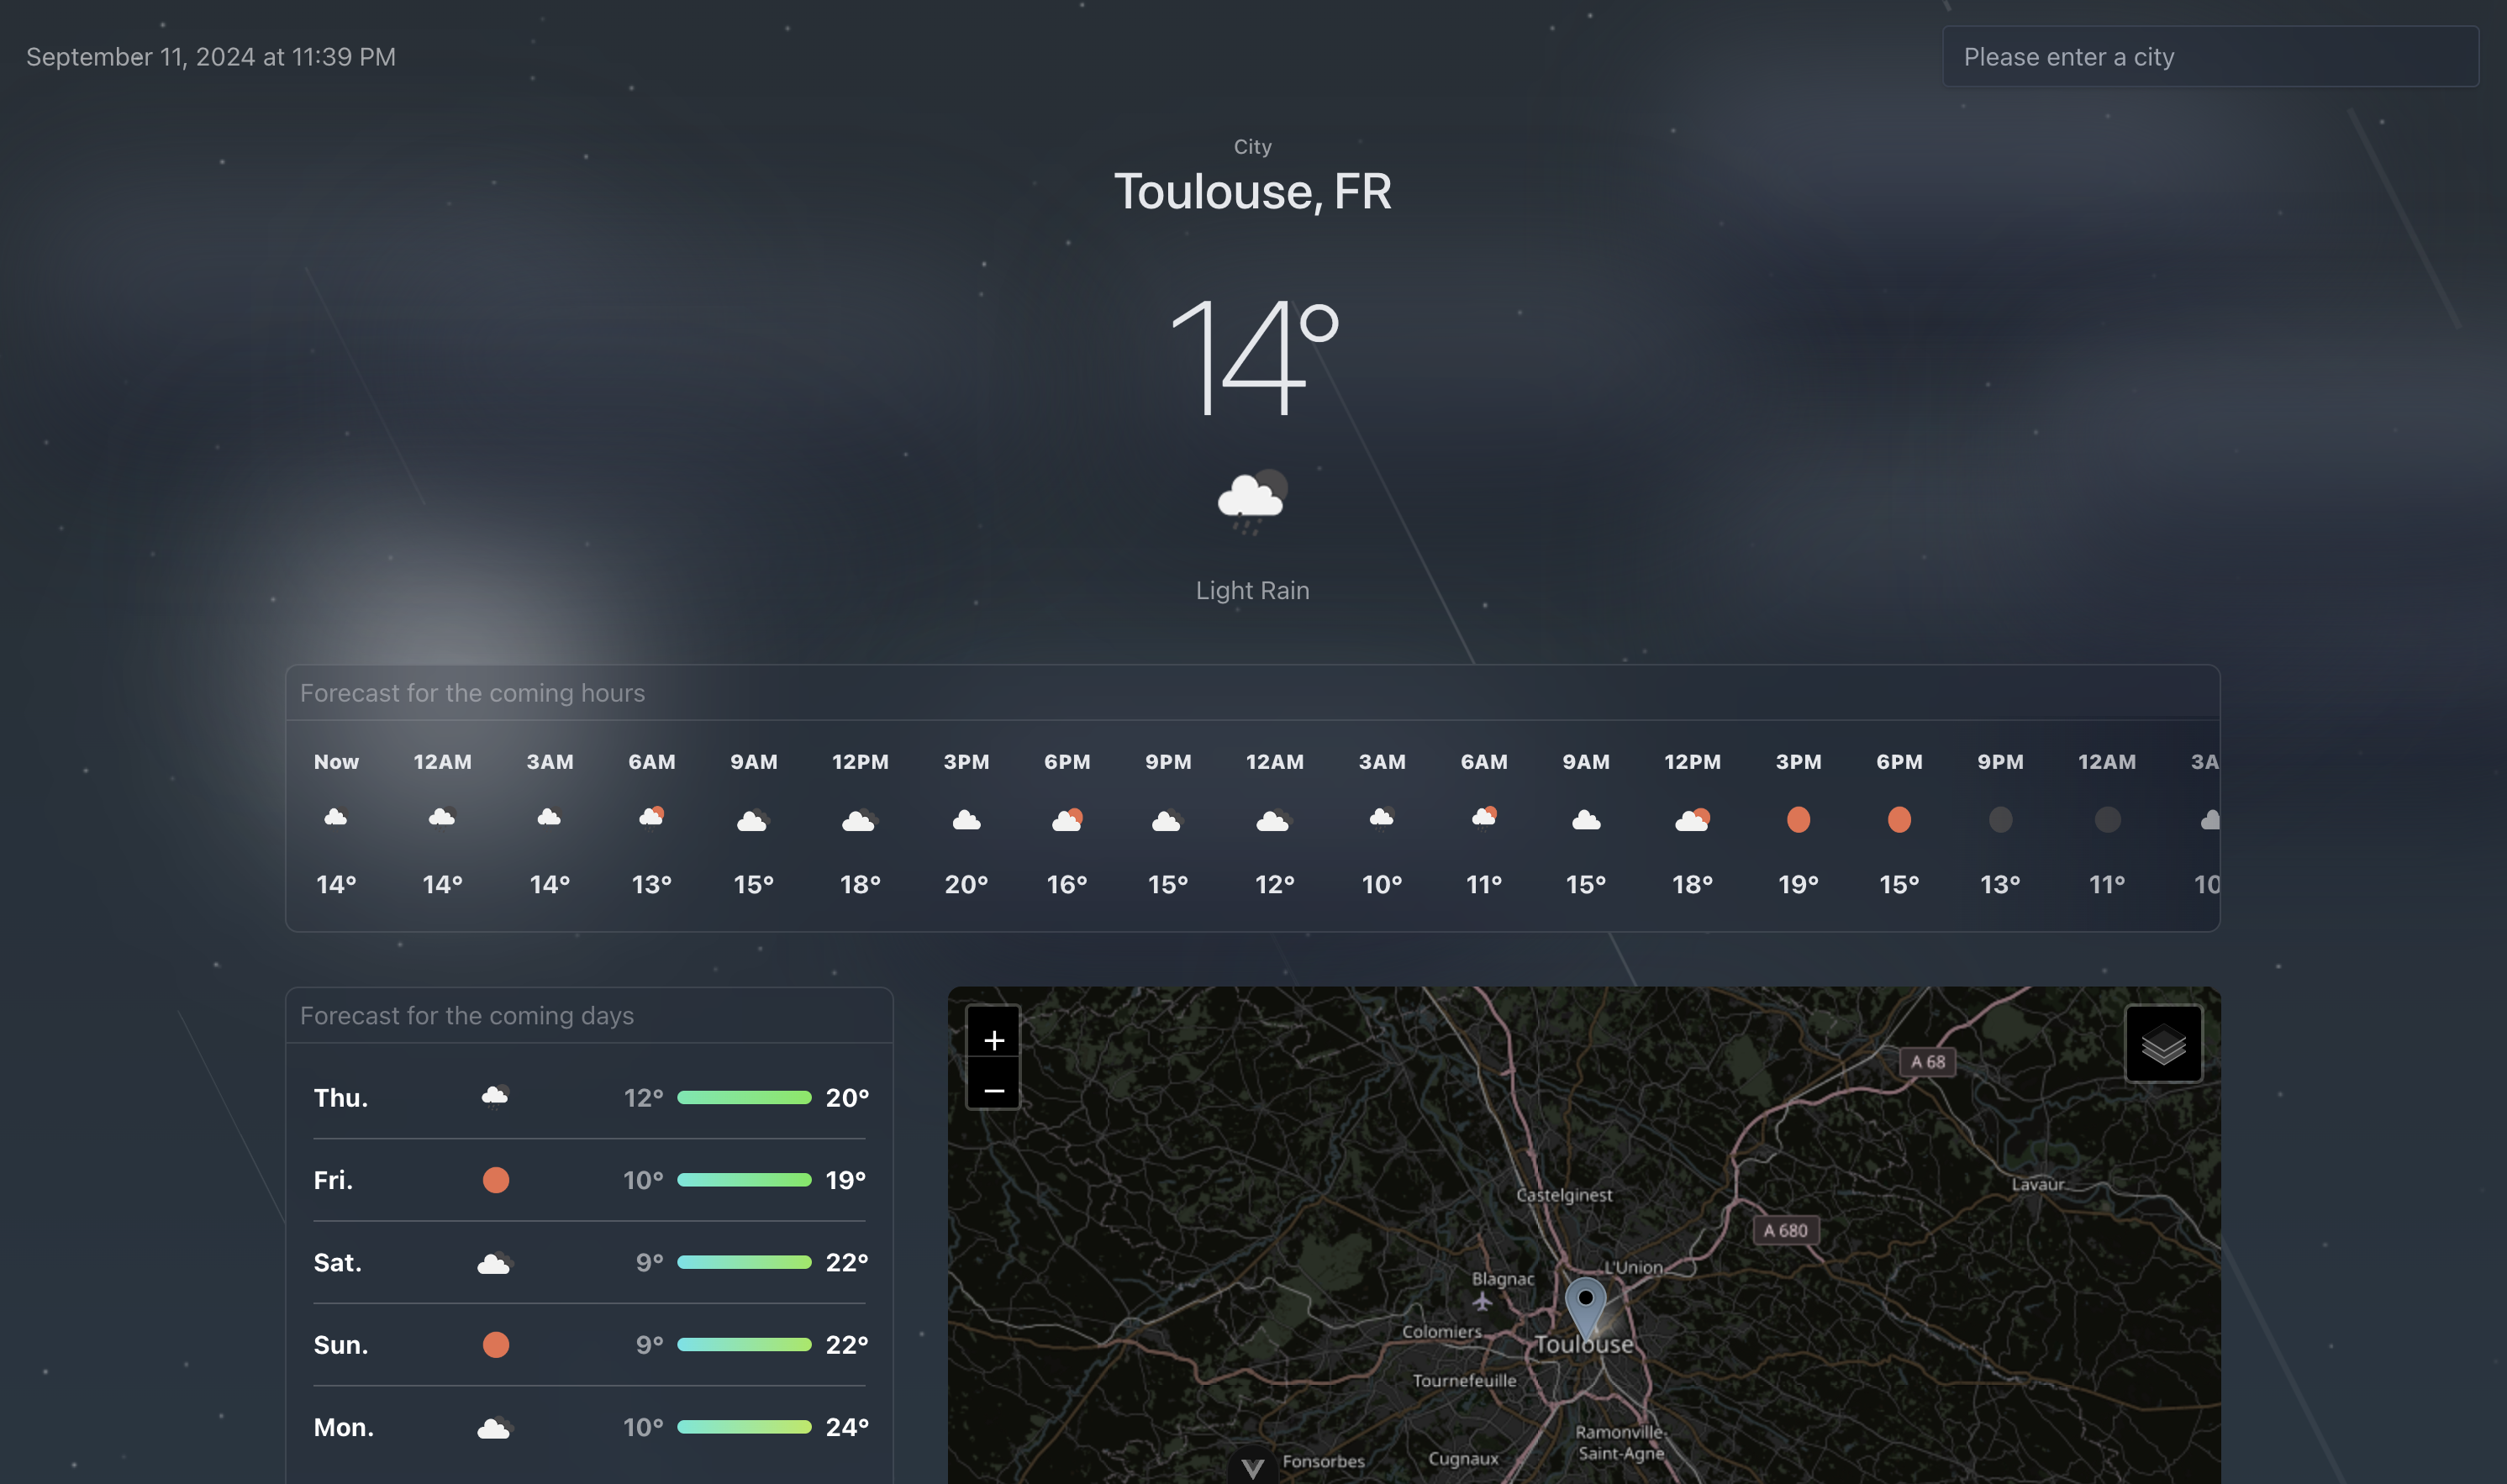 September 11, 2024 at 11:39 PM
Please enter a city
City
Toulouse, FR
14°
Light Rain
Forecast for the coming hours
Now 12AM 3AM 6AM 9AM 12PM 3PM 6PM 9PM 12AM 3AM 6AM 9AM 12PM 3PM 6PM 9PM 12AM 3A
14° 14° 14° 13° 15° 18° 20° 16° 15° 12° 10° 11° 15° 18° 19° 15° 13° 11° 10
Forecast for the coming days
Thu. 12° 20°
Fri. 10° 19°
Sat. 9° 22°
Sun. 9° 22°
Mon. 10° 24°
+
−
A 68
Lavaur
Castelginest
A 680
L'Union
Blagnac
Colomiers
Toulouse
Tournefeuille
Ramonville-
Saint-Agne
Cugnaux
Fonsorbes